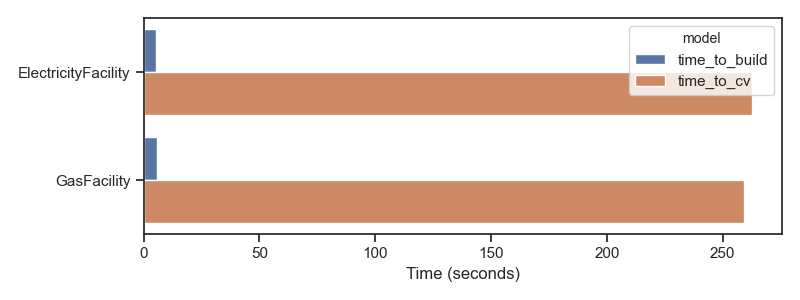 model
time_to_build
time_to_cv
ElectricityFacility
GasFacility
0 50 100 150 200 250
Time (seconds)